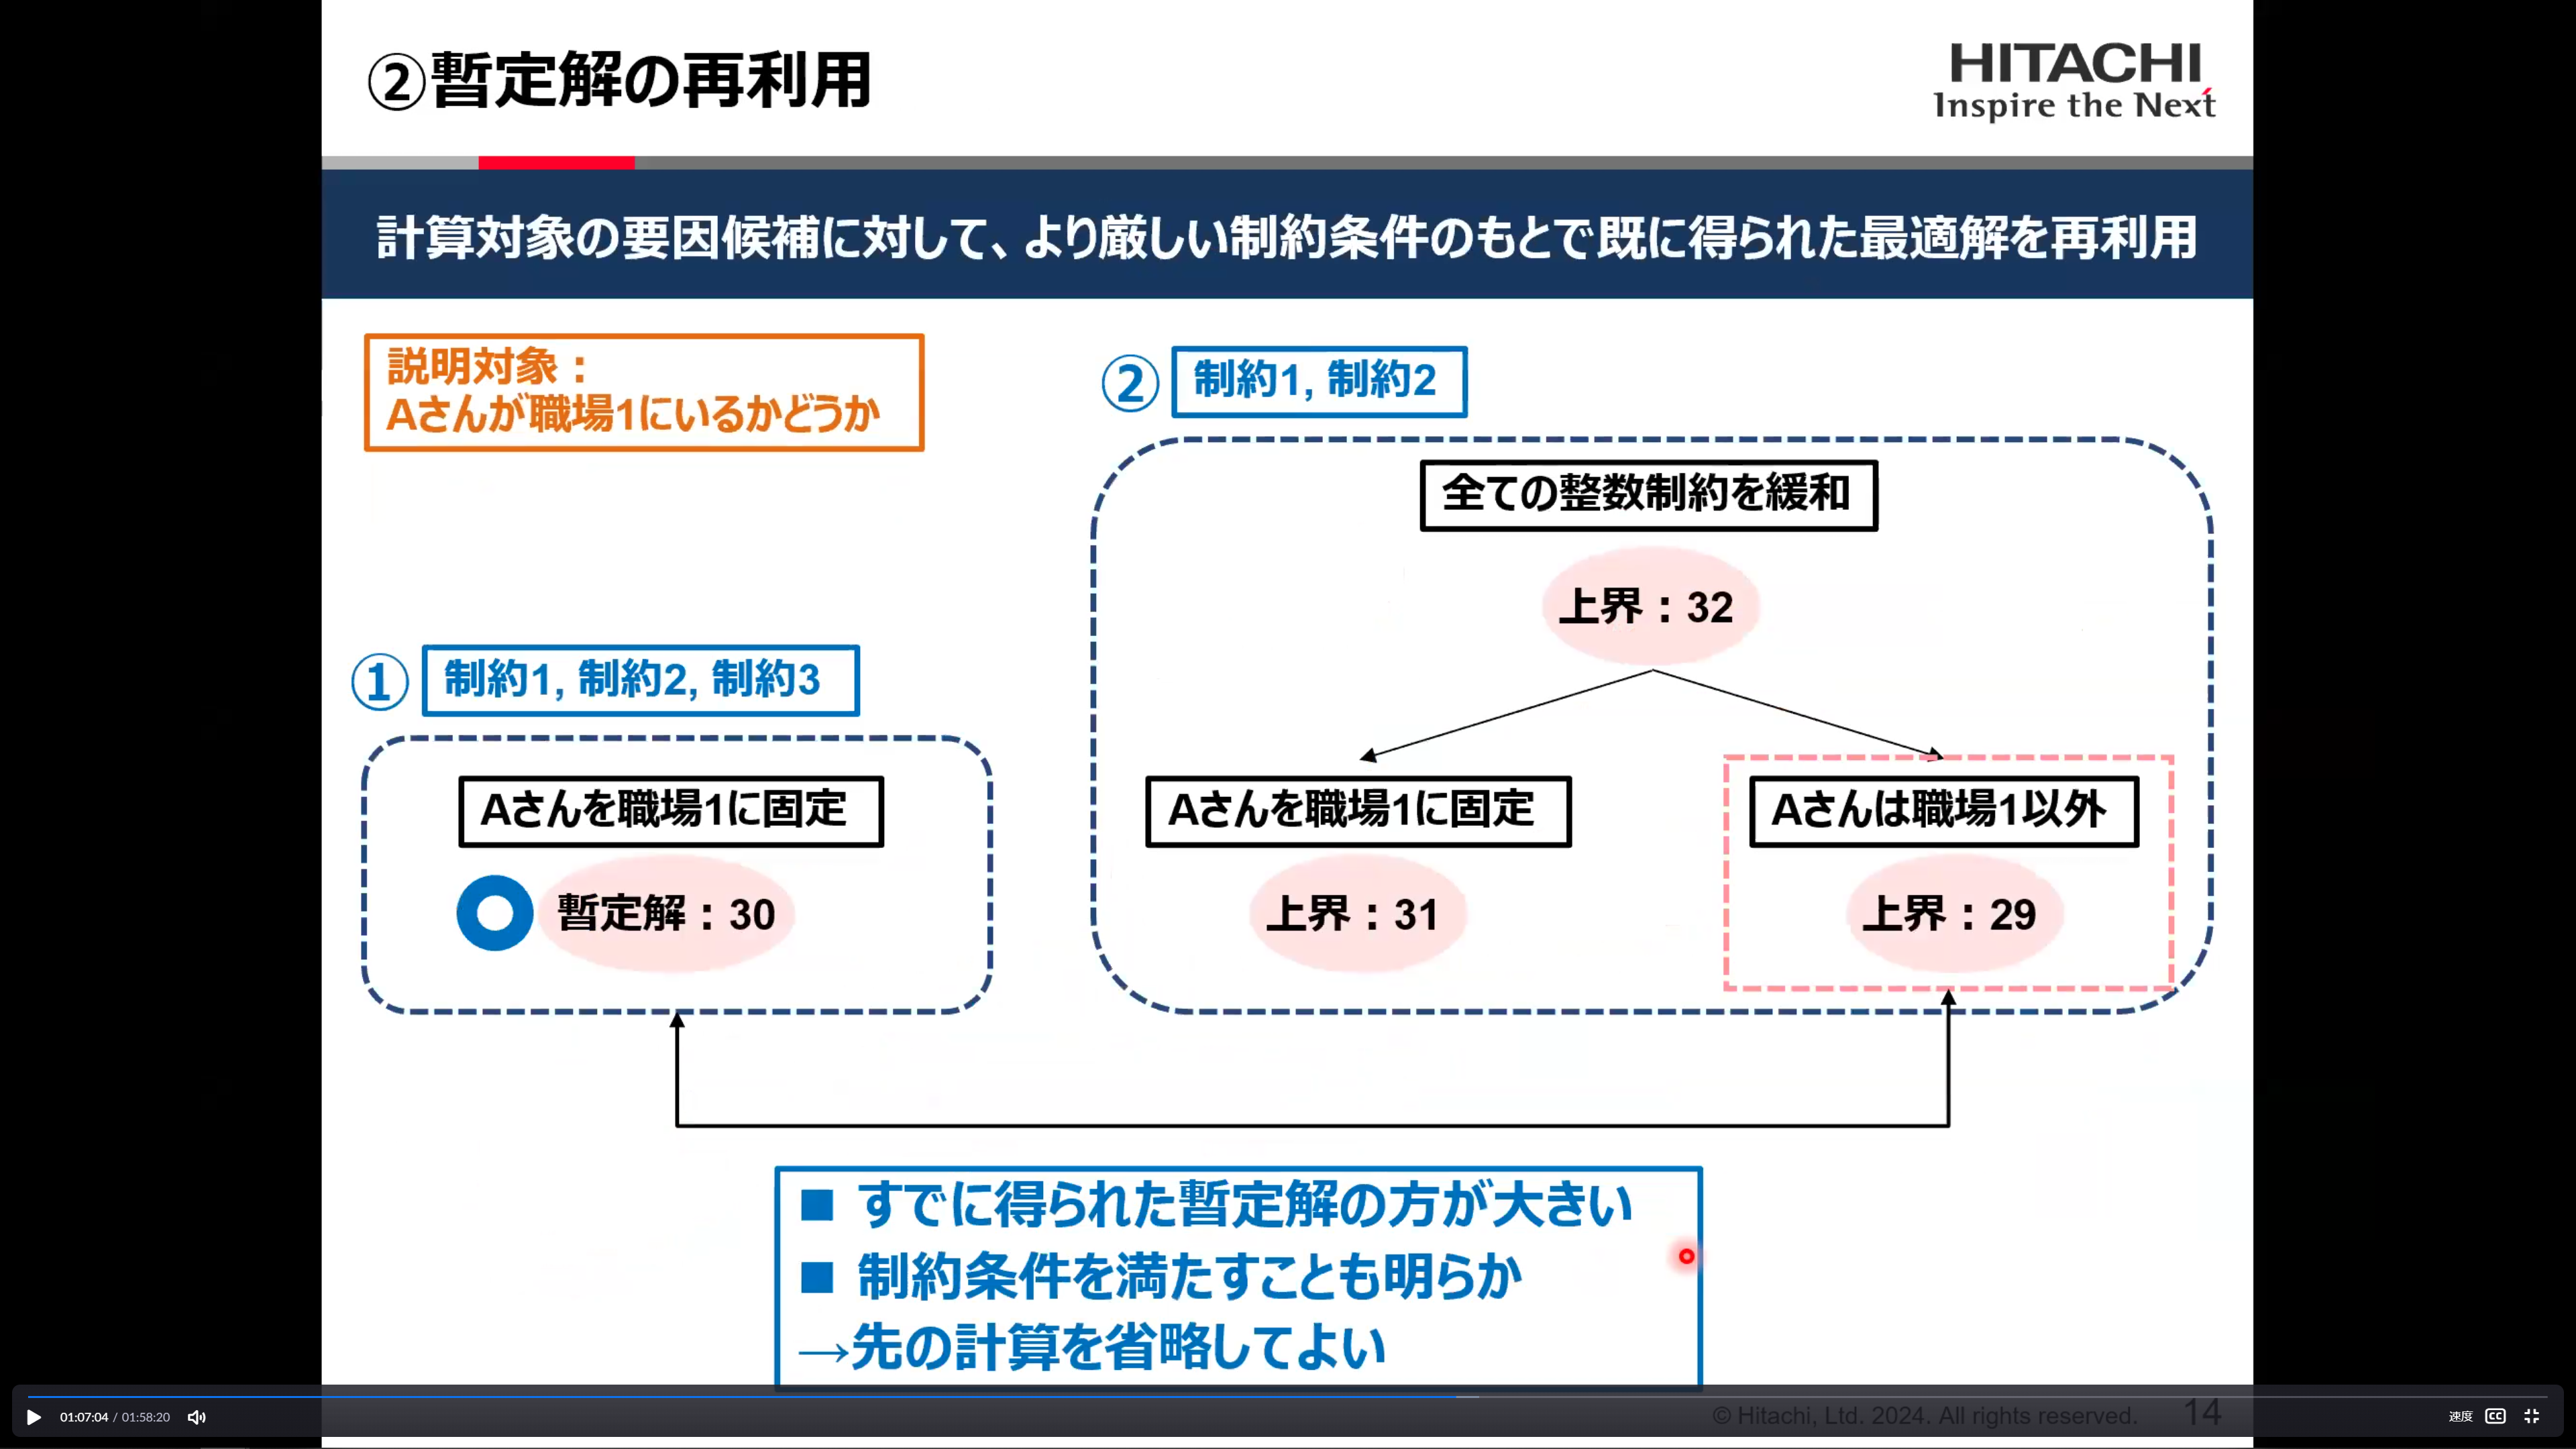 ②暫定解の再利用
HITACHI
Inspire the Next
計算対象の要因候補に対して、より厳しい制約条件のもとで既に得られた最適解を再利用
説明対象：
Aさんが職場1にいるかどうか
② 制約1, 制約2
全ての整数制約を緩和
上界：32
① 制約1, 制約2, 制約3
Aさんを職場1に固定
暫定解：30
Aさんを職場1に固定
上界：31
Aさんは職場1以外
上界：29
■ すでに得られた暫定解の方が大きい
■ 制約条件を満たすことも明らか
→先の計算を省略してよい
© Hitachi, Ltd. 2024. All rights reserved. 14
01:07:04 / 01:58:20
速度
CC